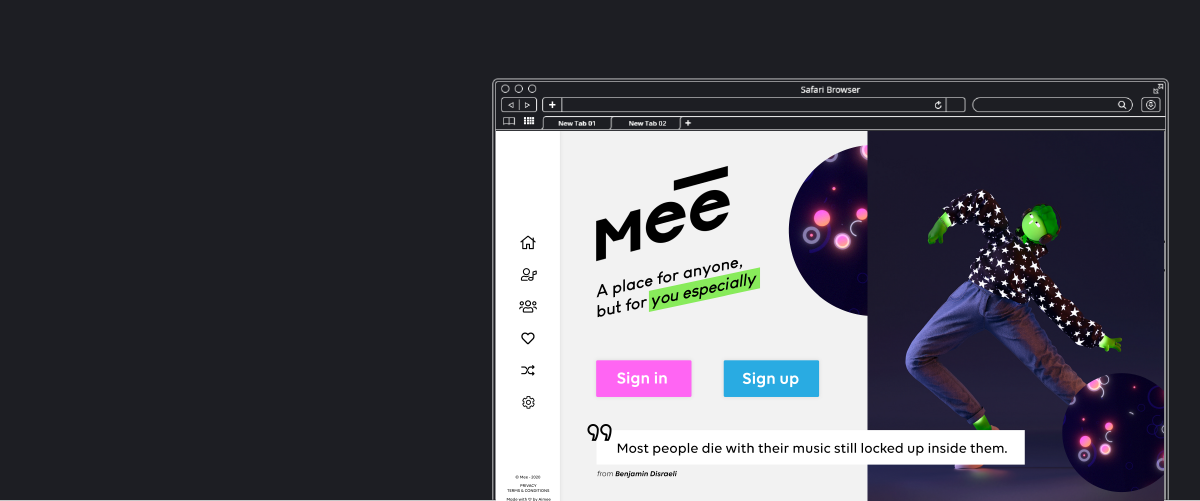 Safari Browser
New Tab 01
New Tab 02
Mee
A place for anyone,
but for you especially
Sign in
Sign up
Most people die with their music still locked up inside them.
from Benjamin Disraeli
© Mee - 2020
PRIVACY
TERMS & CONDITIONS
Made with ♡ by Aimee